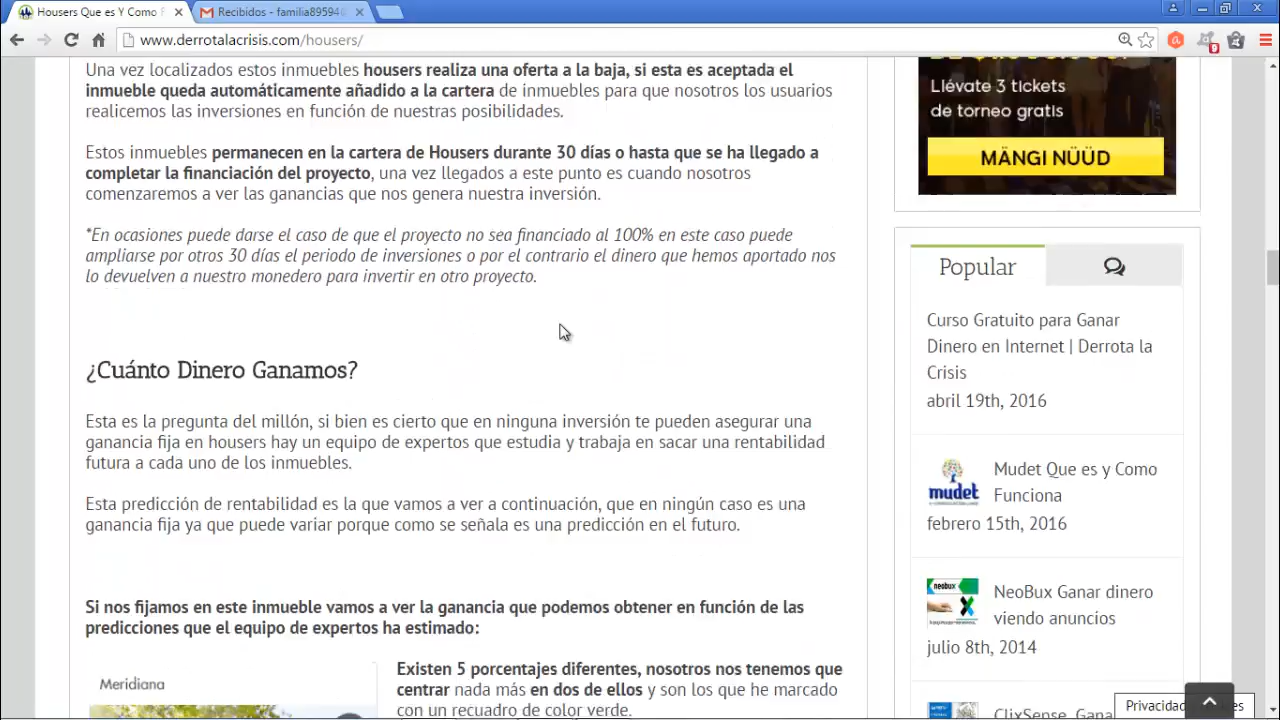 Housers Que es Y Como F
Recibidos - familia89594@
www.derrotalacrisis.com/housers/
9
Una vez localizados estos inmuebles housers realiza una oferta a la baja, si esta es aceptada el
inmueble queda automáticamente añadido a la cartera de inmuebles para que nosotros los usuarios
realicemos las inversiones en función de nuestras posibilidades.
Estos inmuebles permanecen en la cartera de Housers durante 30 días o hasta que se ha llegado a
completar la financiación del proyecto, una vez llegados a este punto es cuando nosotros
comenzaremos a ver las ganancias que nos genera nuestra inversión.
*En ocasiones puede darse el caso de que el proyecto no sea financiado al 100% en este caso puede
ampliarse por otros 30 días el periodo de inversiones o por el contrario el dinero que hemos aportado nos
lo devuelven a nuestro monedero para invertir en otro proyecto.
¿Cuánto Dinero Ganamos?
Esta es la pregunta del millón, si bien es cierto que en ninguna inversión te pueden asegurar una
ganancia fija en housers hay un equipo de expertos que estudia y trabaja en sacar una rentabilidad
futura a cada uno de los inmuebles.
Esta predicción de rentabilidad es la que vamos a ver a continuación, que en ningún caso es una
ganancia fija ya que puede variar porque como se señala es una predicción en el futuro.
Si nos fijamos en este inmueble vamos a ver la ganancia que podemos obtener en función de las
predicciones que el equipo de expertos ha estimado:
Meridiana
Existen 5 porcentajes diferentes, nosotros nos tenemos que
centrar nada más en dos de ellos y son los que he marcado
con un recuadro de color verde.
Llévate 3 tickets
de torneo gratis
MÄNGI NÜÜD
Popular
Curso Gratuito para Ganar
Dinero en Internet | Derrota la
Crisis
abril 19th, 2016
mudet
Mudet Que es y Como
Funciona
febrero 15th, 2016
neobux
NeoBux Ganar dinero
viendo anuncios
julio 8th, 2014
ClixSense, Gana
Privacidad